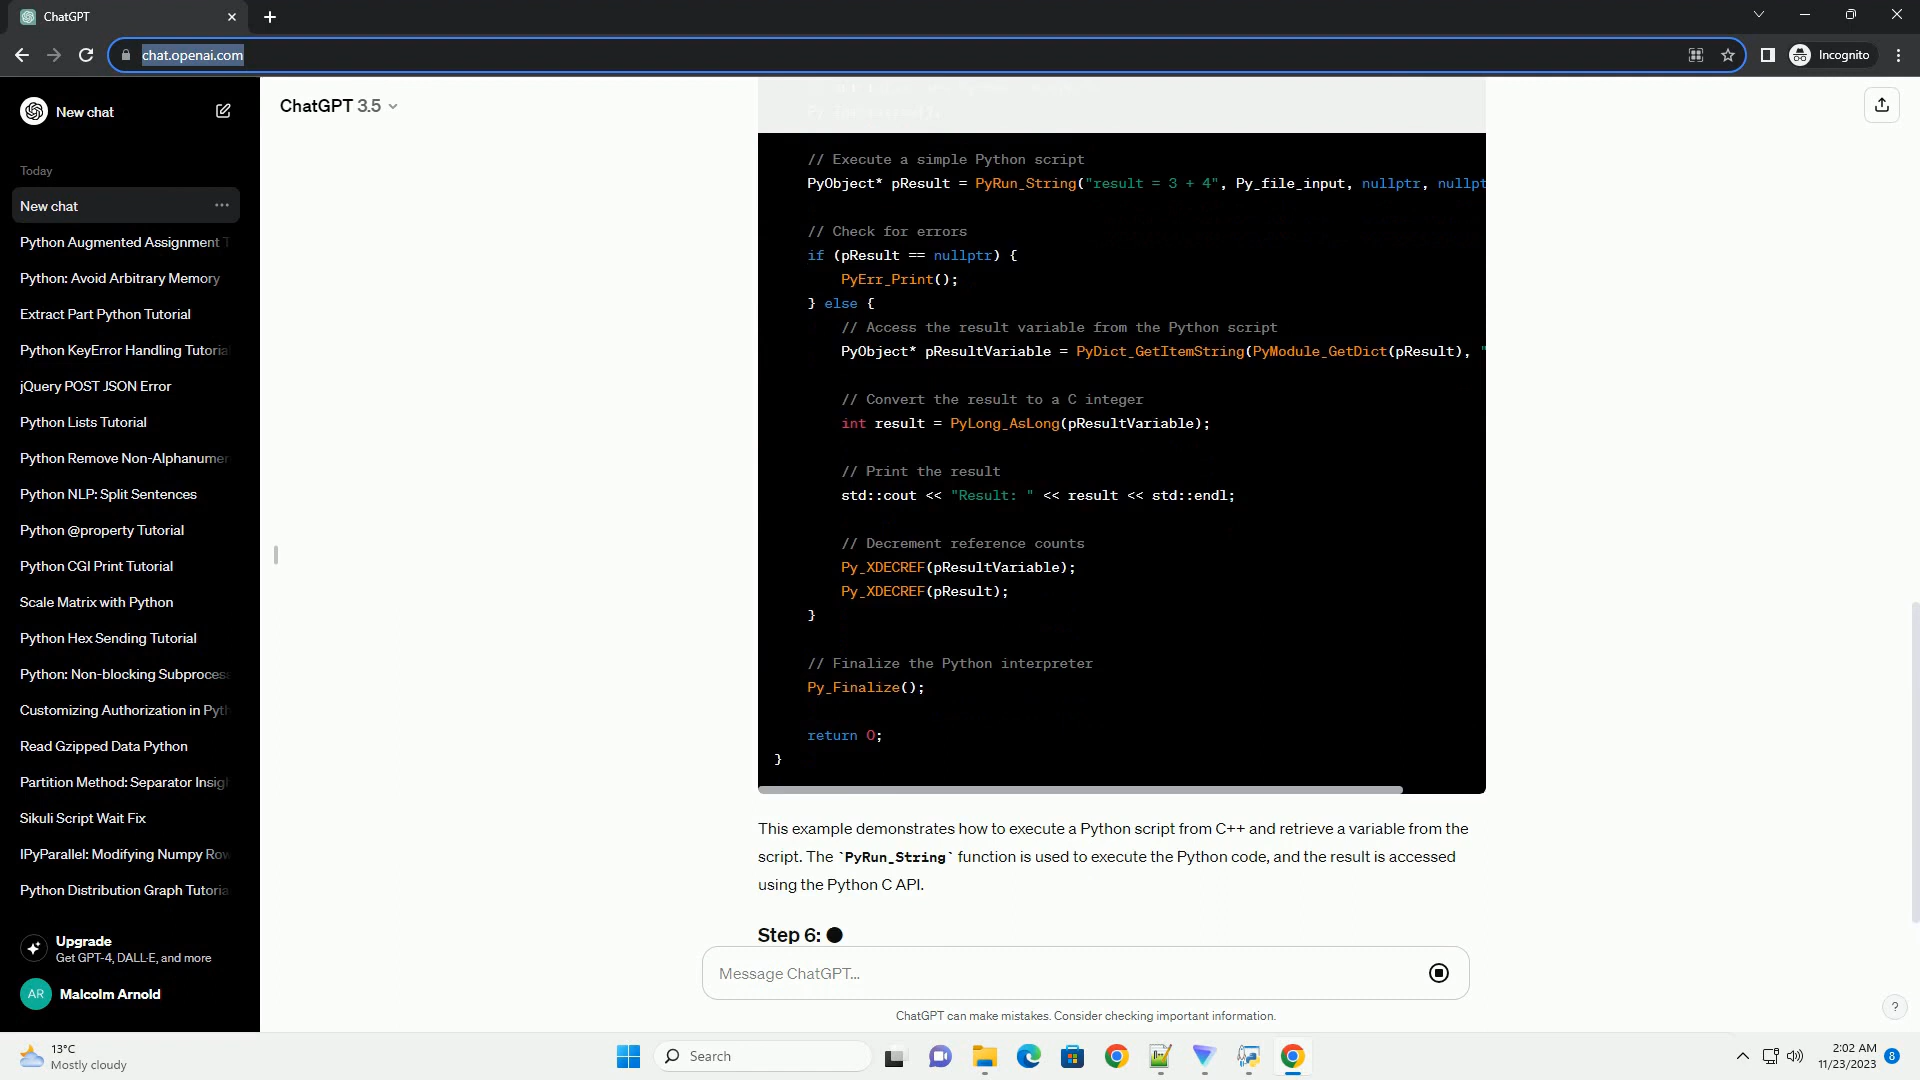 ChatGPT
chat.openai.com
Incognito
New chat
Today
New chat
Python Augmented Assignment T
Python: Avoid Arbitrary Memory
Extract Part Python Tutorial
Python KeyError Handling Tutoria
jQuery POST JSON Error
Python Lists Tutorial
Python Remove Non-Alphanumer
Python NLP: Split Sentences
Python @property Tutorial
Python CGI Print Tutorial
Scale Matrix with Python
Python Hex Sending Tutorial
Python: Non-blocking Subprocess
Customizing Authorization in Pyth
Read Gzipped Data Python
Partition Method: Separator Insigh
Sikuli Script Wait Fix
IPyParallel: Modifying Numpy Row
Python Distribution Graph Tutoria
Upgrade
Get GPT-4, DALL·E, and more
AR
Malcolm Arnold
ChatGPT 3.5
// Execute a simple Python script
PyObject* pResult = PyRun_String("result = 3 + 4", Py_file_input, nullptr, nullpt
// Check for errors
if (pResult == nullptr) {
PyErr_Print();
} else {
// Access the result variable from the Python script
PyObject* pResultVariable = PyDict_GetItemString(PyModule_GetDict(pResult), "
// Convert the result to a C integer
int result = PyLong_AsLong(pResultVariable);
// Print the result
std::cout << "Result: " << result << std::endl;
// Decrement reference counts
Py_XDECREF(pResultVariable);
Py_XDECREF(pResult);
}
// Finalize the Python interpreter
Py_Finalize();
return 0;
}
This example demonstrates how to execute a Python script from C++ and retrieve a variable from the
script. The `PyRun_String` function is used to execute the Python code, and the result is accessed
using the Python C API.
Step 6:
Message ChatGPT...
ChatGPT can make mistakes. Consider checking important information.
?
13°C
Mostly cloudy
Search
2:02 AM
11/23/2023
8